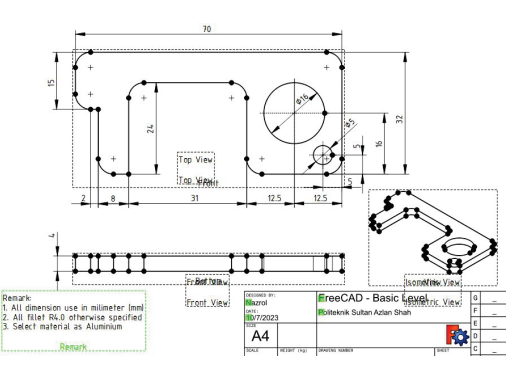 70
15
24
Ø16
Ø5
5
16
32
Top View
Top View
Front
5
2
8
31
12.5
12.5
4
Bottom
Front View
Front View
Isometric View
Isometric View
Remark:
1. All dimension use in milimeter (mm)
2. All fillet R4.0 otherwise specified
3. Select material as Aluminium
Remark
DESIGNED BY:
Nazrol
DATE:
10/7/2023
SIZE
A4
FreeCAD - Basic Level
Politeknik Sultan Azlan Shah
SCALE
WEIGHT (kg)
DRAWING NUMBER
SHEET
G _
F _
E _
D _
C _